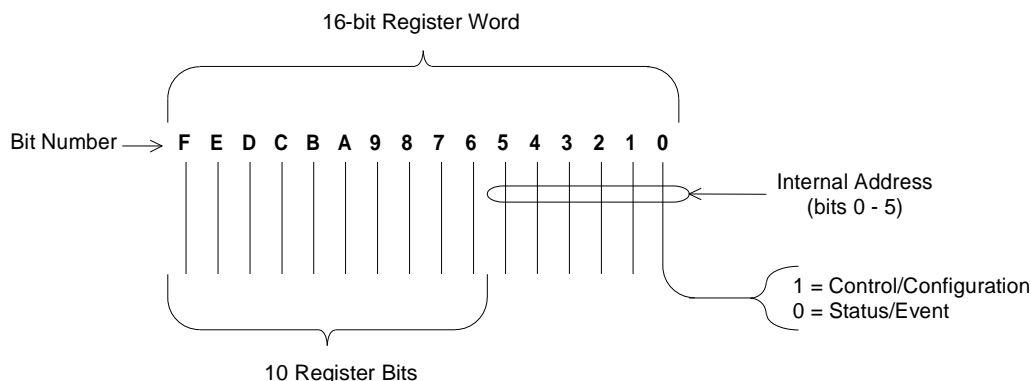 16-bit Register Word
Bit Number F E D C B A 9 8 7 6 5 4 3 2 1 0
Internal Address
(bits 0 - 5)
1 = Control/Configuration
0 = Status/Event
10 Register Bits